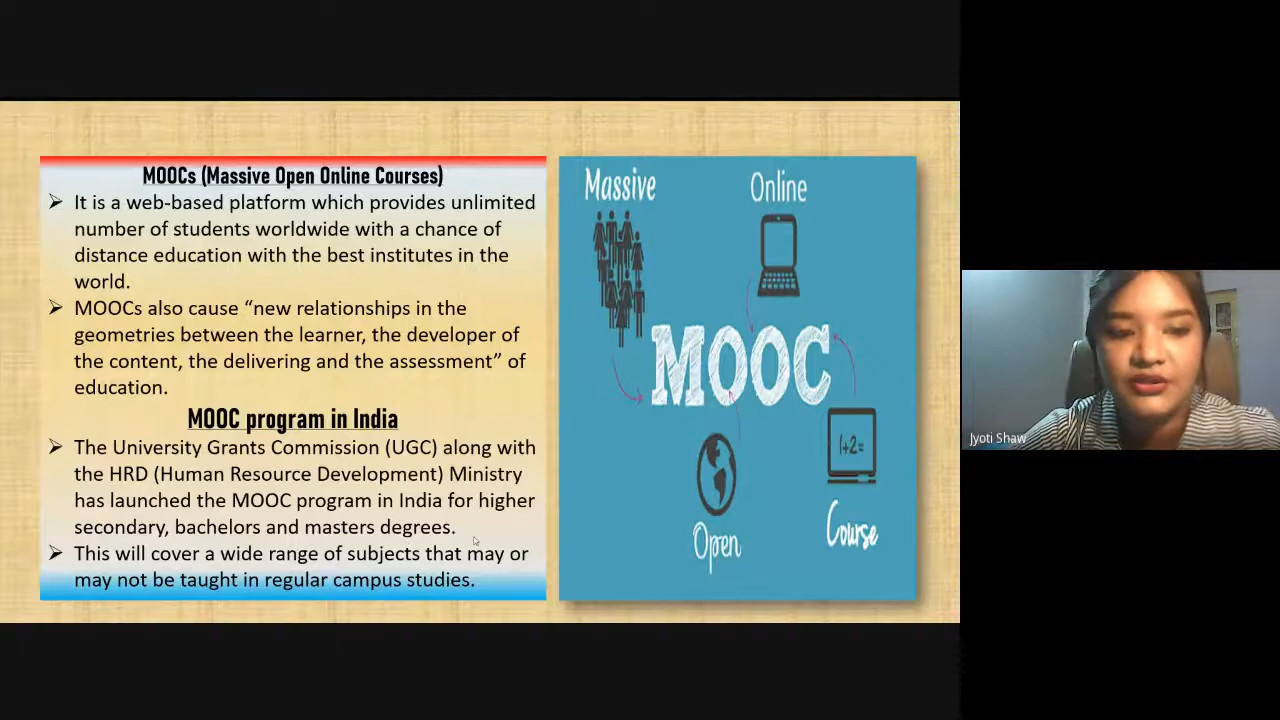 MOOCs (Massive Open Online Courses)
➢ It is a web-based platform which provides unlimited
number of students worldwide with a chance of
distance education with the best institutes in the
world.
➢ MOOCs also cause “new relationships in the
geometries between the learner, the developer of
the content, the delivering and the assessment” of
education.
MOOC program in India
➢ The University Grants Commission (UGC) along with
the HRD (Human Resource Development) Ministry
has launched the MOOC program in India for higher
secondary, bachelors and masters degrees.
➢ This will cover a wide range of subjects that may or
may not be taught in regular campus studies.
Massive
Online
MOOC
1+2=
Open
Course
Jyoti Shaw